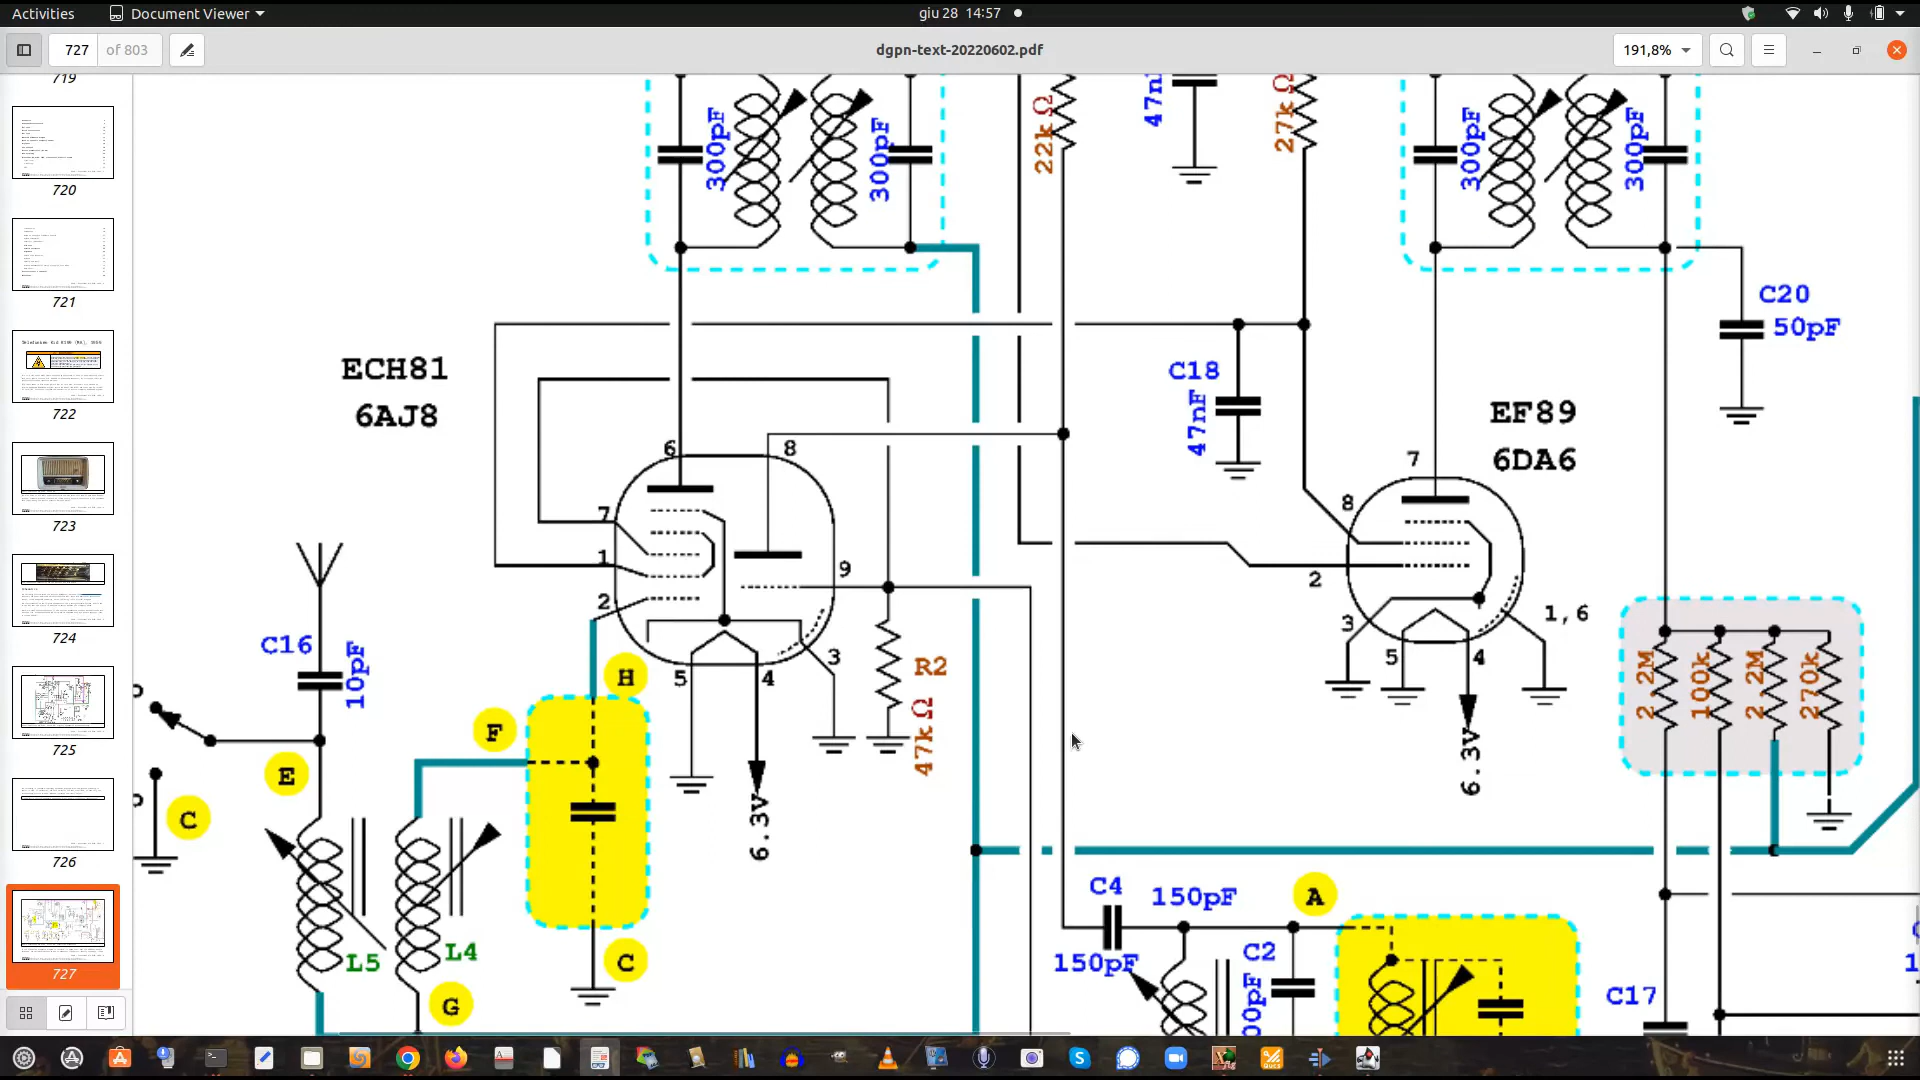 Activities
Document Viewer
giu 28 14:57
727 of 803
dgpn-text-20220602.pdf
191,8%
719
720
721
722
723
724
725
726
727
300pF
300pF
22kΩ
47nF
27kΩ
300pF
300pF
C20
50pF
ECH81
6AJ8
C18
47nF
EF89
6DA6
6
8
7
1
2
9
3
5
4
7
8
2
3
5
4
1,6
C16
10pF
H
F
E
C
R2
47kΩ
6.3V
6.3V
2,2M
100k
2,2M
270k
L5
L4
G
C
C4
150pF
150pF
A
C2
00pF
C17